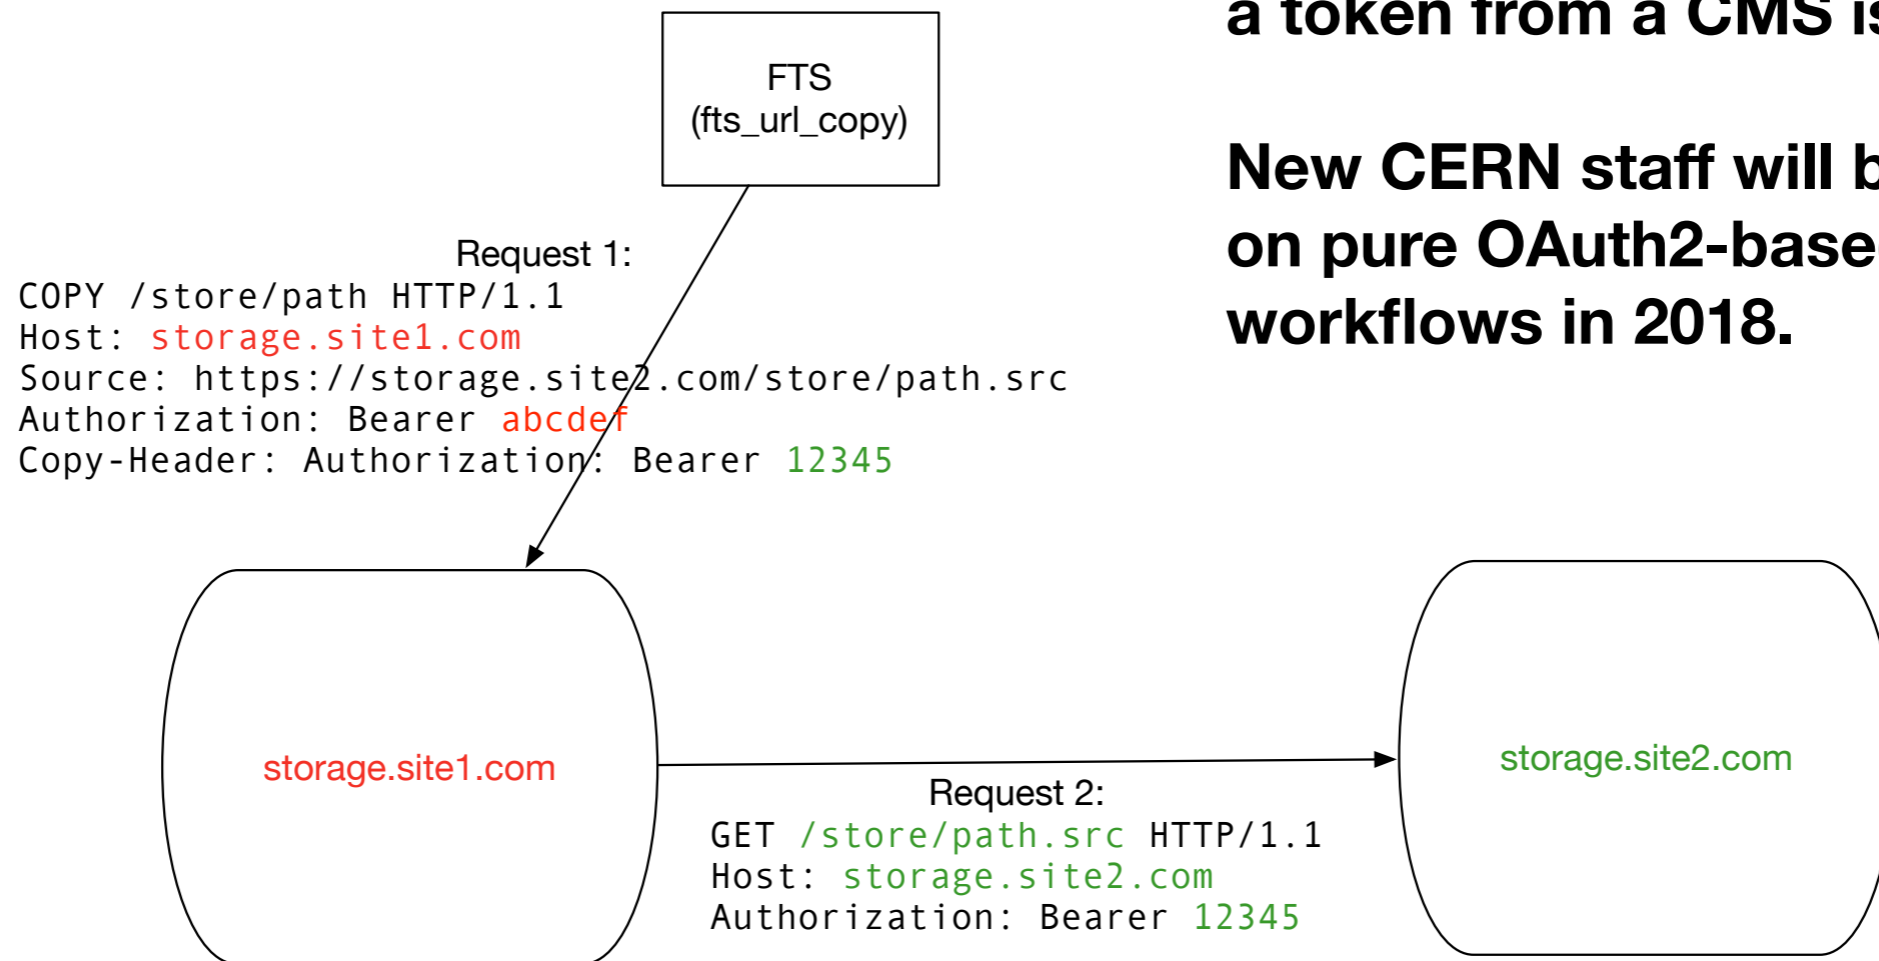 a token from a CMS is
FTS
(fts_url_copy)
New CERN staff will b
on pure OAuth2-base
workflows in 2018.
Request 1:
COPY /store/path HTTP/1.1
Host: storage.site1.com
Source: https://storage.site2.com/store/path.src
Authorization: Bearer abcdef
Copy-Header: Authorization: Bearer 12345
storage.site1.com
storage.site2.com
Request 2:
GET /store/path.src HTTP/1.1
Host: storage.site2.com
Authorization: Bearer 12345